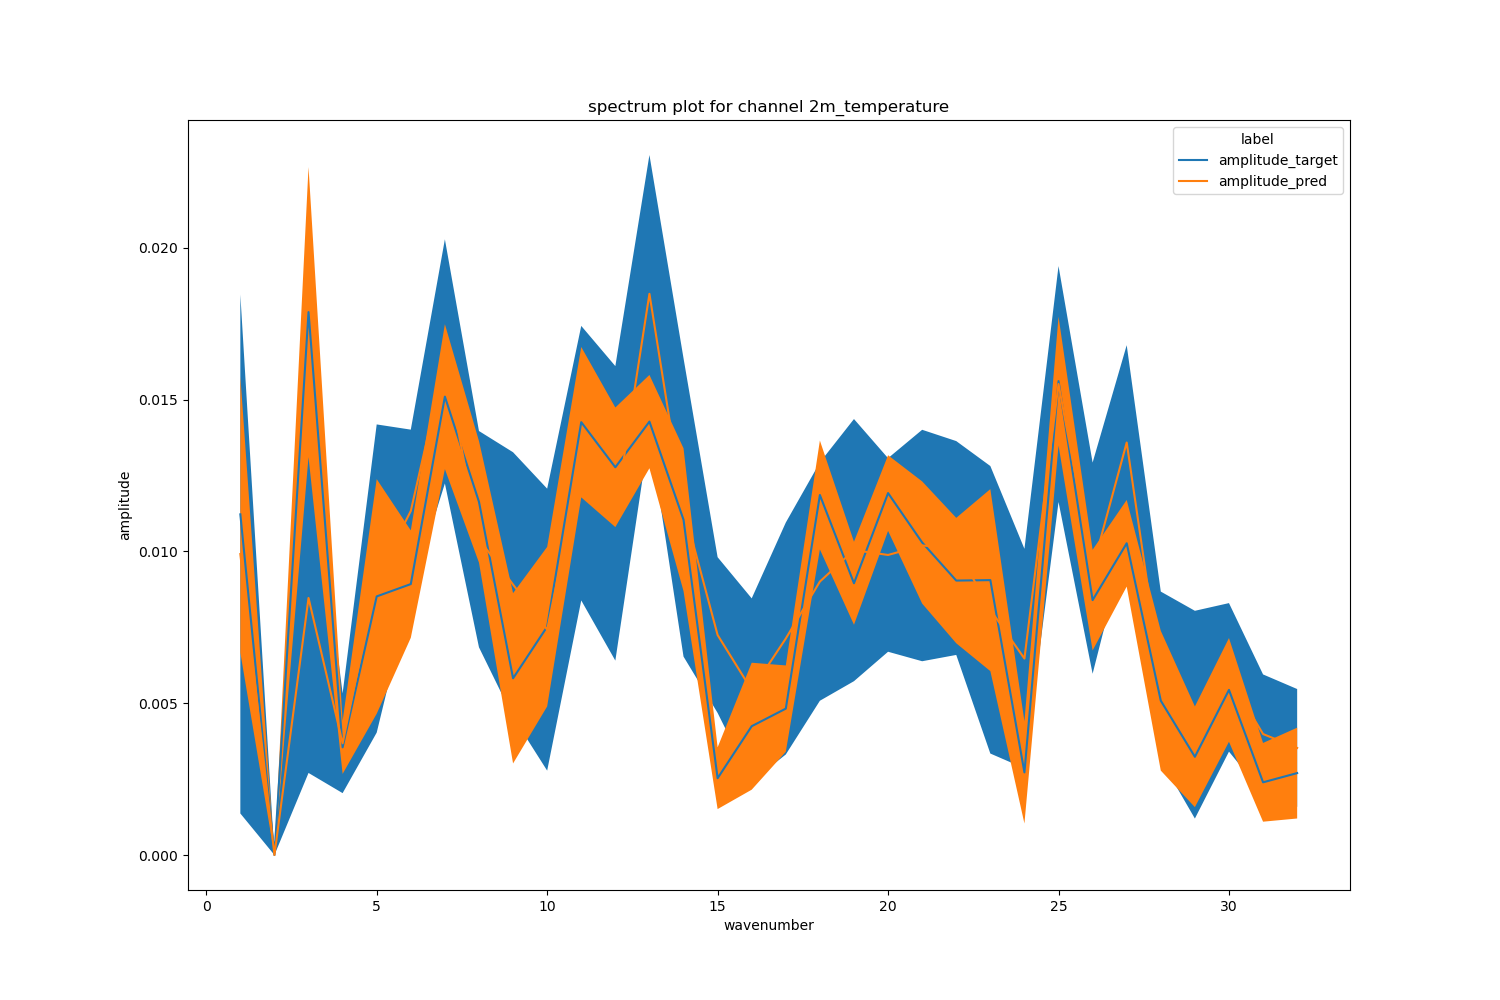 spectrum plot for channel 2m_temperature
label
amplitude_target
amplitude_pred
0.020
0.015
0.010
0.005
0.000
amplitude
0 5 10 15 20 25 30
wavenumber